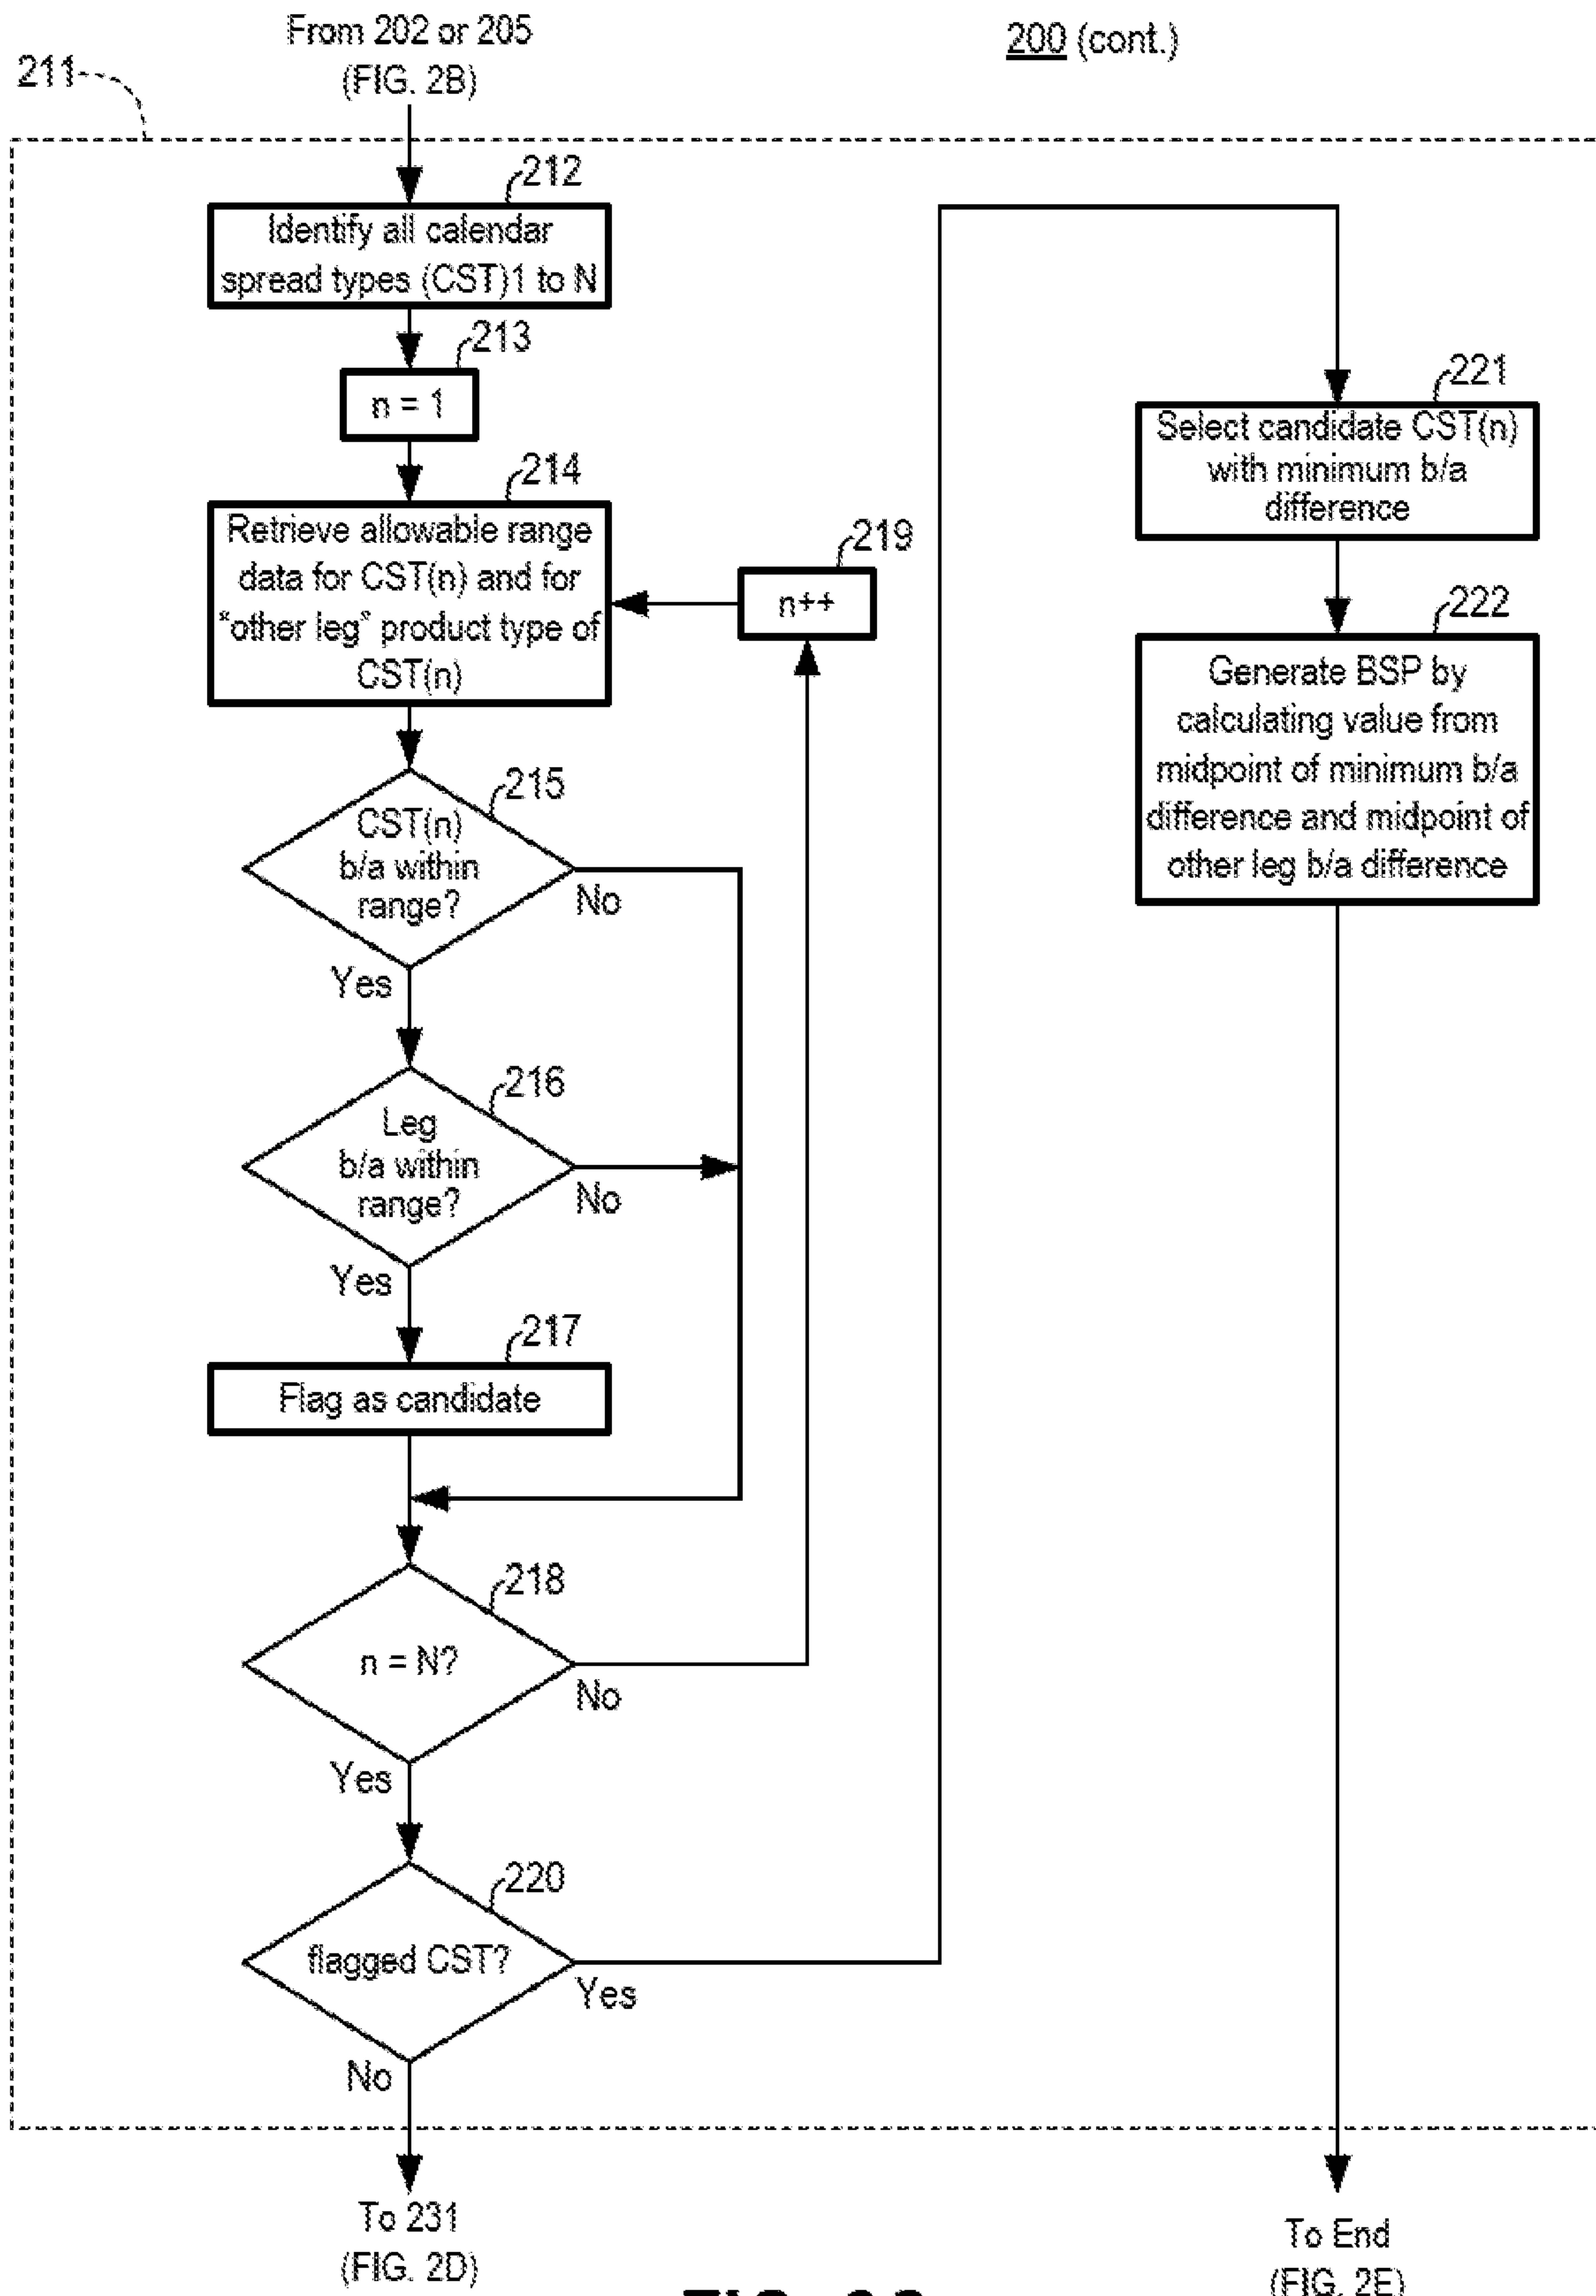 From 202 or 205
(FIG. 2B)
200 (cont.)
211
212
Identify all calendar
spread types (CST)1 to N
213
n = 1
214
Retrieve allowable range
data for CST(n) and for
"other leg" product type of
CST(n)
219
n++
215
CST(n)
b/a within
range?
No
Yes
216
Leg
b/a within
range?
No
Yes
217
Flag as candidate
218
n = N?
No
Yes
220
flagged CST?
Yes
No
To 231
(FIG. 2D)
221
Select candidate CST(n)
with minimum b/a
difference
222
Generate BSP by
calculating value from
midpoint of minimum b/a
difference and midpoint of
other leg b/a difference
To End
(FIG. 2E)